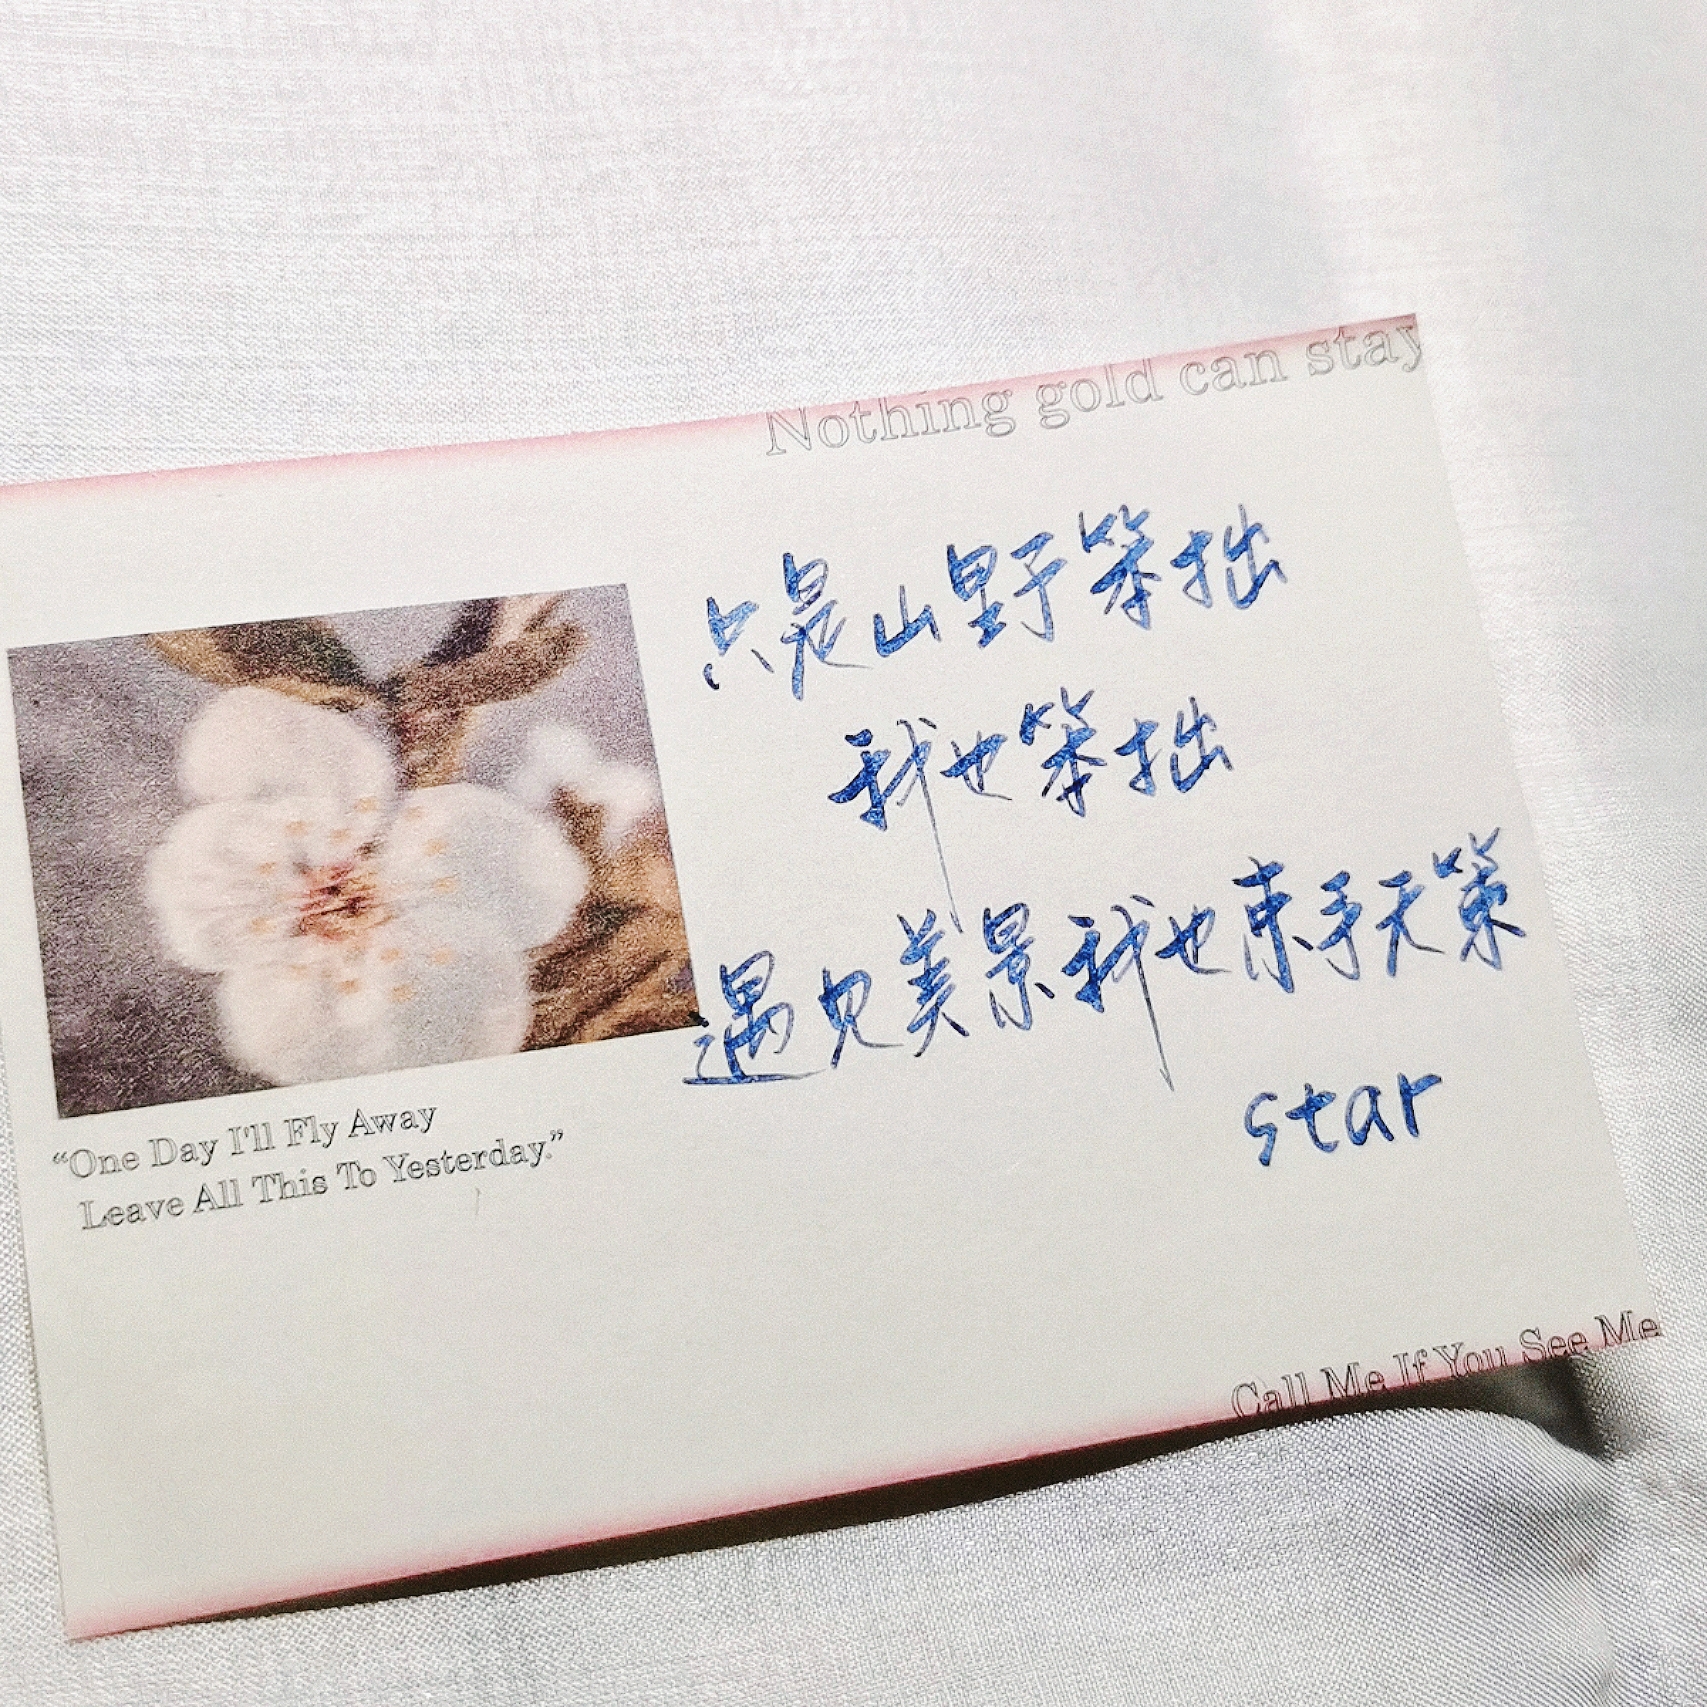 Nothing gold can stay
只是山野笨拙
我也笨拙
遇见美景我也束手无策
star
“One Day I'll Fly Away
Leave All This To Yesterday.”
Call Me If You See Me